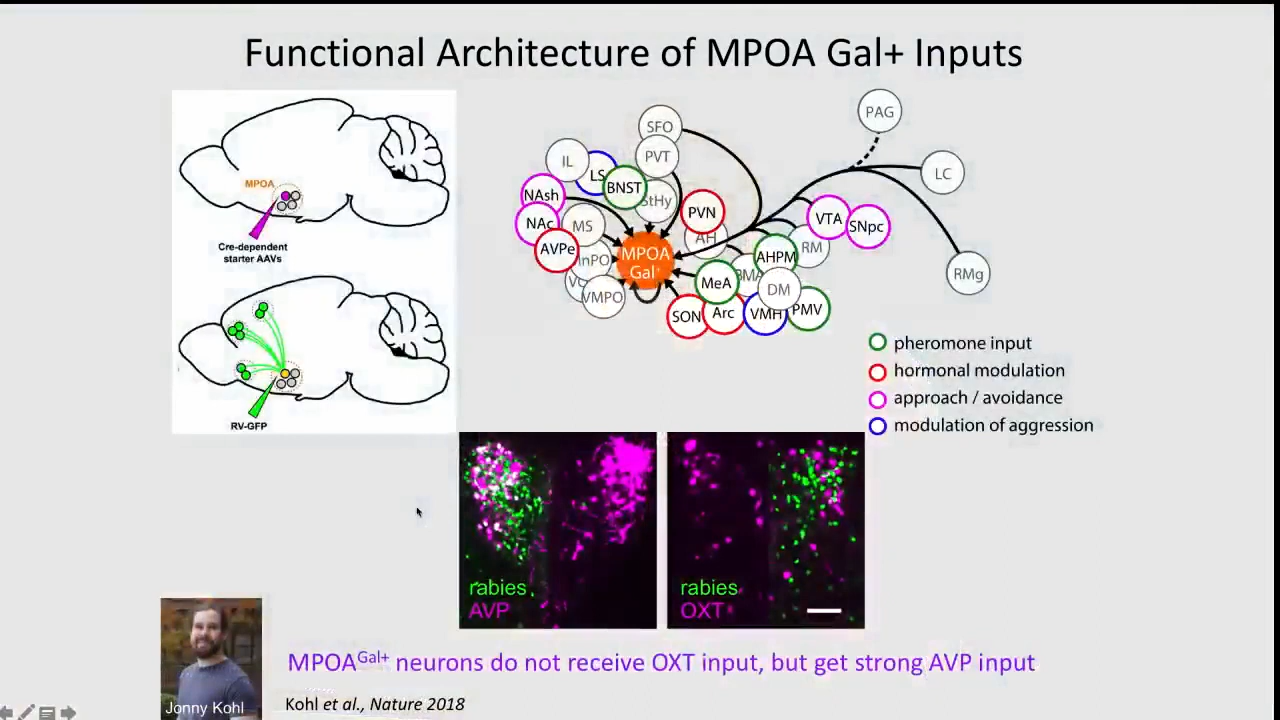 Functional Architecture of MPOA Gal+ Inputs
MPOA
Cre-dependent
starter AAVs
RV-GFP
SFO
PAG
IL
PVT
LS
BNST
StHy
LC
NAsh
NAc
MS
PVN
AH
VTA
SNpc
AVPe
MPOA
Gal+
AHPM
RM
RMg
VMPO
MeA
DM
SON
Arc
VMH
PMV
pheromone input
hormonal modulation
approach / avoidance
modulation of aggression
rabies
AVP
rabies
OXT
MPOAGal+ neurons do not receive OXT input, but get strong AVP input
Jonny Kohl
Kohl et al., Nature 2018